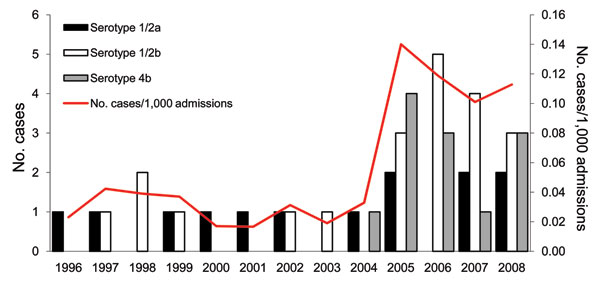 6
5
4
3
2
1
0
No. cases
Serotype 1/2a
Serotype 1/2b
Serotype 4b
No. cases/1,000 admissions
0.16
0.14
0.12
0.10
0.08
0.06
0.04
0.02
0.00
No. cases/1,000 admissions
1996 1997 1998 1999 2000 2001 2002 2003 2004 2005 2006 2007 2008